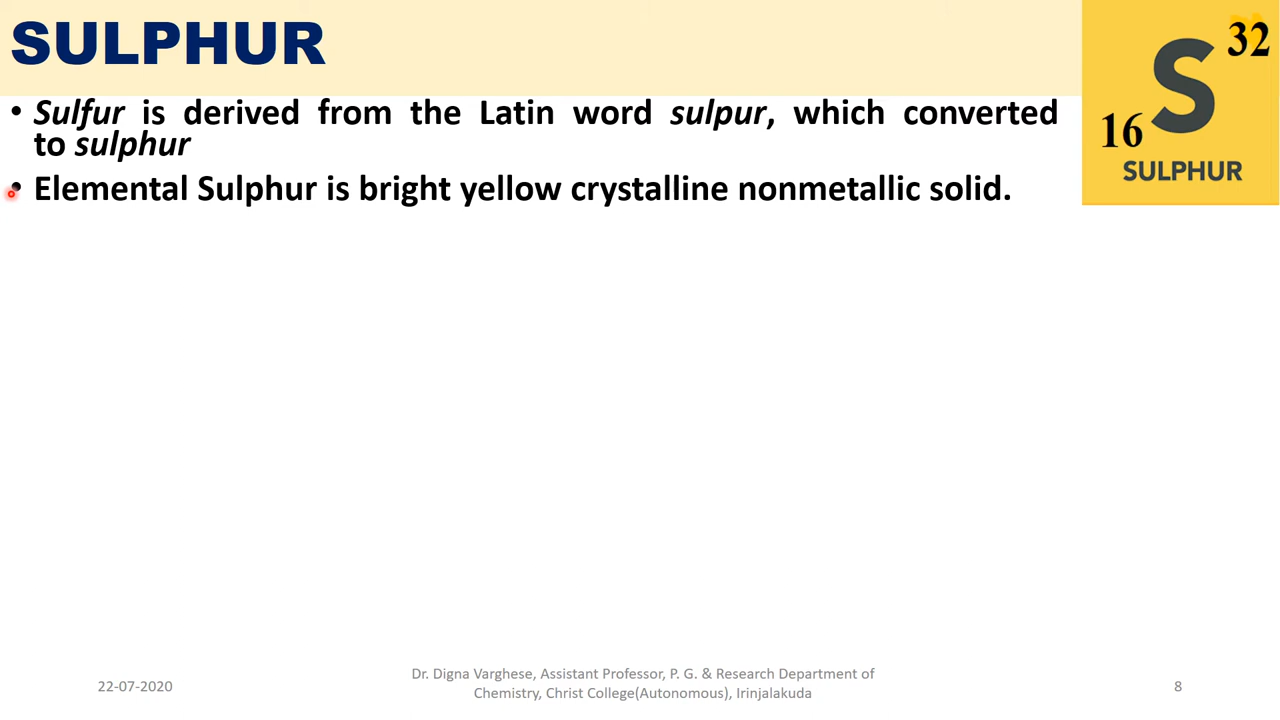 SULPHUR
• Sulfur is derived from the Latin word sulpur, which converted
to sulphur
• Elemental Sulphur is bright yellow crystalline nonmetallic solid.
32
S
16
SULPHUR
22-07-2020
Dr. Digna Varghese, Assistant Professor, P. G. & Research Department of
Chemistry, Christ College(Autonomous), Irinjalakuda
8